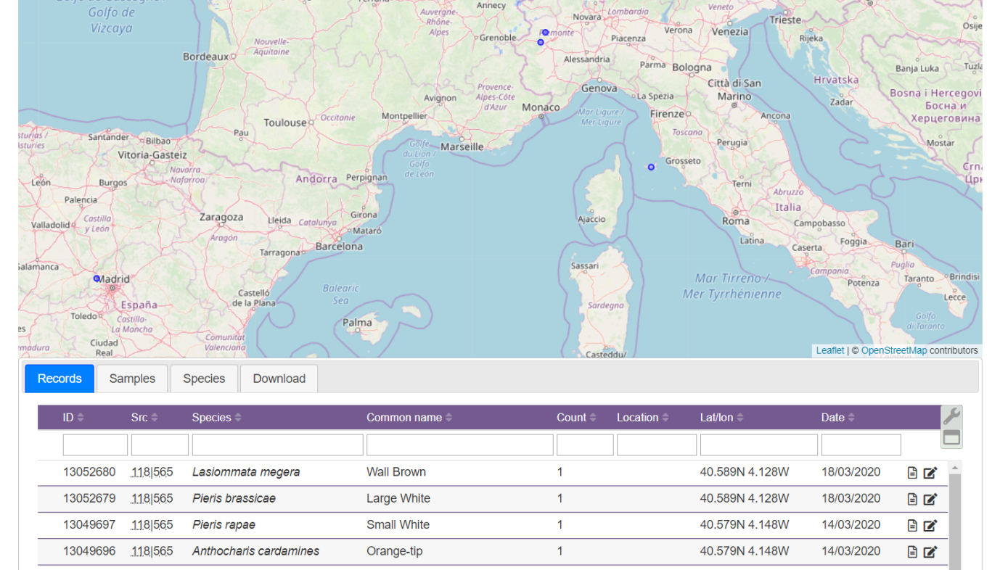 Golfo de
Vizcaya
Annecy
Auvergne-
Rhône-
Alpes
Grenoble
Novara
Lombardia
Veneto
Trieste
Piacenza
Verona
Venezia
Rijeka
Osije
Nouvelle-
Aquitaine
Bordeaux
Alessandria
Parma
Bologna
Banja Luka
Tuzla
Genova
Città di San
Marino
Hrvatska
Bosna i Hercegovi
Босна и
Херцеговина
Provence-
Alpes-Côte
d'Azur
Avignon
Monaco
La Spezia
Zadar
Mar Ligure /
Mer Ligure
Firenze
Ancona
Toulouse
Occitanie
Montpellier
Marseille
Toscana
Perugia
Mostar
sturias /
sturies
Santander
Bilbao
Pau
Vitoria-Gasteiz
Golfe
du Lion /
Golfo
de León
Grosseto
Navarra
- Nafarroa
Crna
León
Burgos
Andorra
Perpignan
Terni
Abruzzo
Palencia
Italia
Zaragoza
Lleida
Catalunya
Girona
Mataró
Ajaccio
Roma
Campobasso
Valladolid
Castilla
y León
Aragón
Latina
Foggia
Bari
Tarragona
Barcelona
Caserta
Salamanca
Sassari
Campania
Puglia
Madrid
Mar Tirreno /
Mer Tyrrhénienne
Potenza
Taranto
Brindisi
Castelló
de la Plana
Balearic
Sea
Lecce
España
Sardegna
Toledo
Castilla-
La Mancha
Palma
Golfo
di Taranto
Ciudad
Real
Comunitat
Valenciana
Casteddu/
Leaflet | © OpenStreetMap contributors
Records Samples Species Download
ID Src Species Common name Count Location Lat/lon Date
13052680 118|565 Lasiommata megera Wall Brown 1 40.589N 4.128W 18/03/2020
13052679 118|565 Pieris brassicae Large White 1 40.589N 4.128W 18/03/2020
13049697 118|565 Pieris rapae Small White 1 40.579N 4.148W 14/03/2020
13049696 118|565 Anthocharis cardamines Orange-tip 1 40.579N 4.148W 14/03/2020